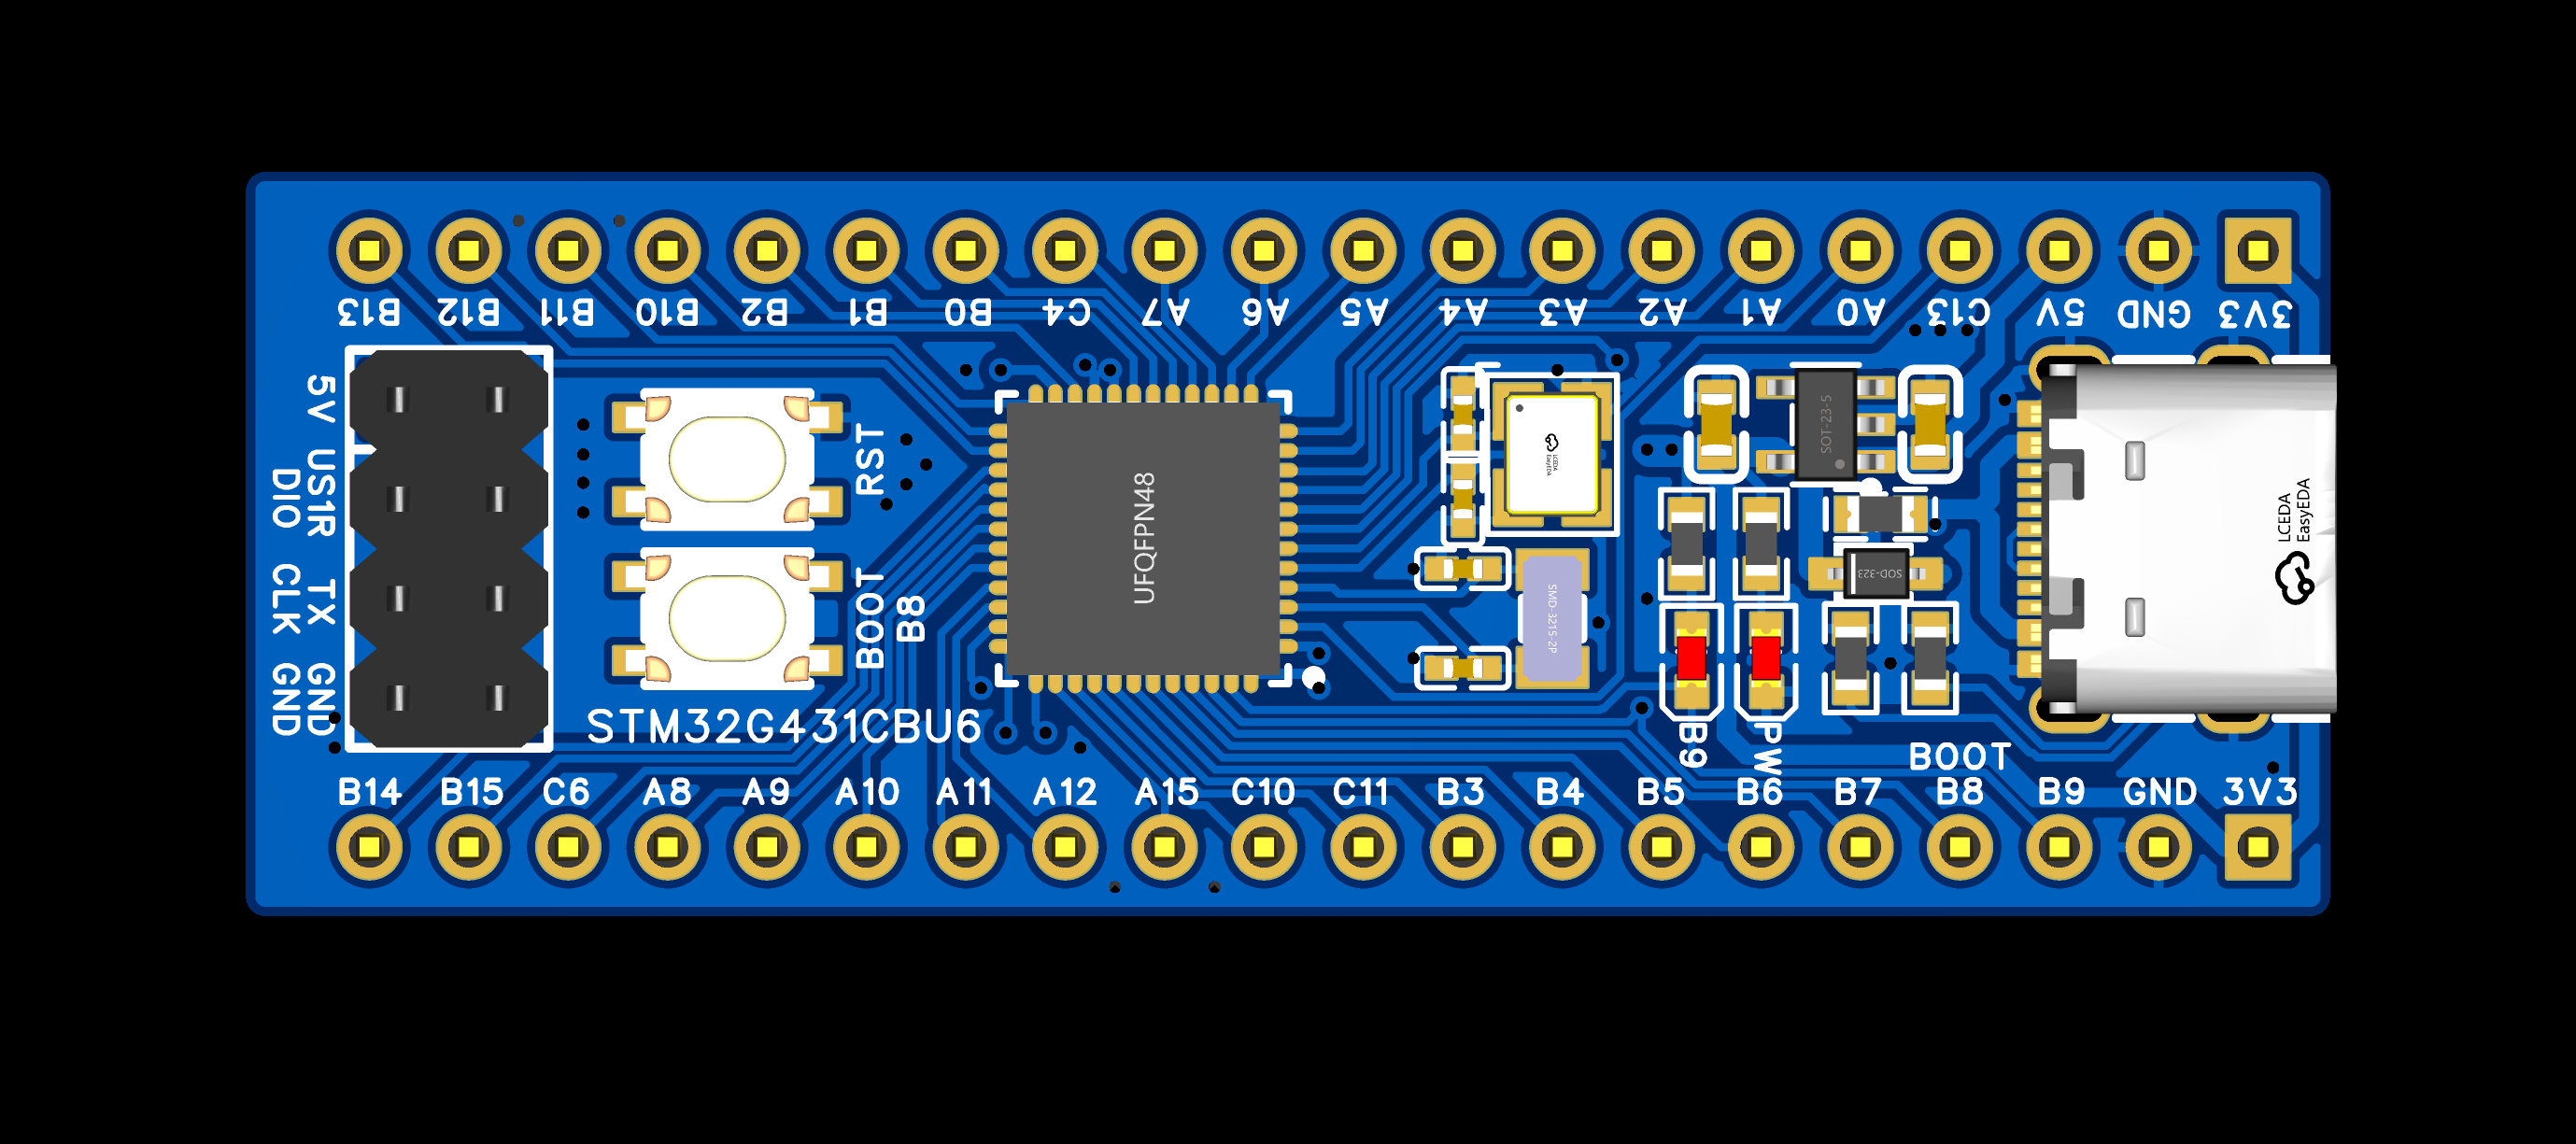 B13 B12 B11 B10 B2 B1 B0 C4 A7 A6 A5 A4 A3 A2 A1 A0 C13 5V GND 3V3
5V US1R TX GND
DIO CLK GND
RST
BOOT
B8
UFQFPN48
LCEDA
EasyEDA
SMD-3215-2P
SOT-23-5
SOD-323
LCEDA
EasyEDA
STM32G431CBU6
B9
PW
BOOT
B14 B15 C6 A8 A9 A10 A11 A12 A15 C10 C11 B3 B4 B5 B6 B7 B8 B9 GND 3V3